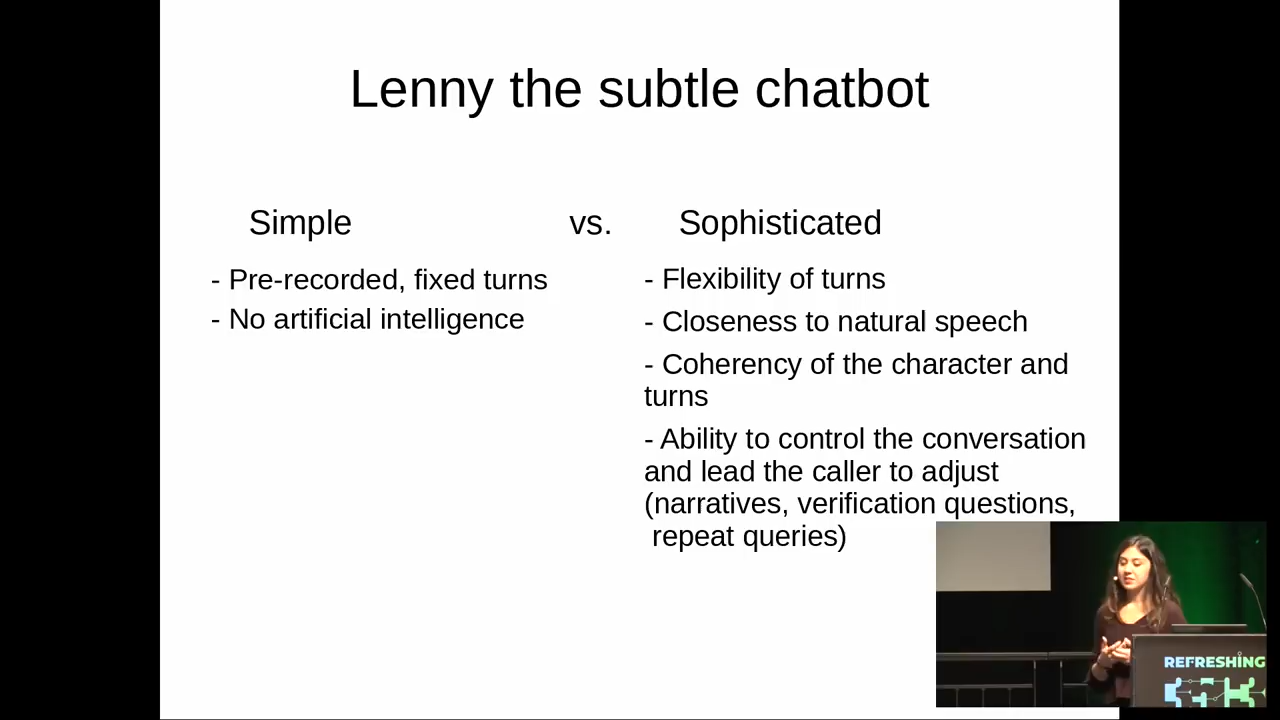 Lenny the subtle chatbot
Simple vs. Sophisticated
- Pre-recorded, fixed turns
- No artificial intelligence
- Flexibility of turns
- Closeness to natural speech
- Coherency of the character and
turns
- Ability to control the conversation
and lead the caller to adjust
(narratives, verification questions,
repeat queries)
REFRESHING